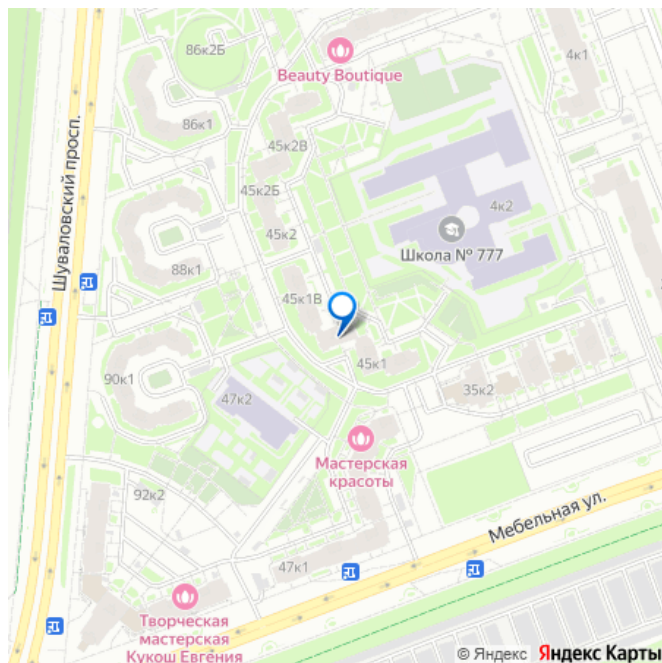 86к2Б
Beauty Boutique
4к1
86к1
45к2В
45к2Б
4к2
45к2
Школа № 777
Шуваловский просп.
88к1
45к1В
45к1
90к1
35к2
47к2
Мастерская
красоты
92к2
Мебельная ул.
47к1
Творческая
мастерская
Кукош Евгения
© Яндекс Яндекс Карты